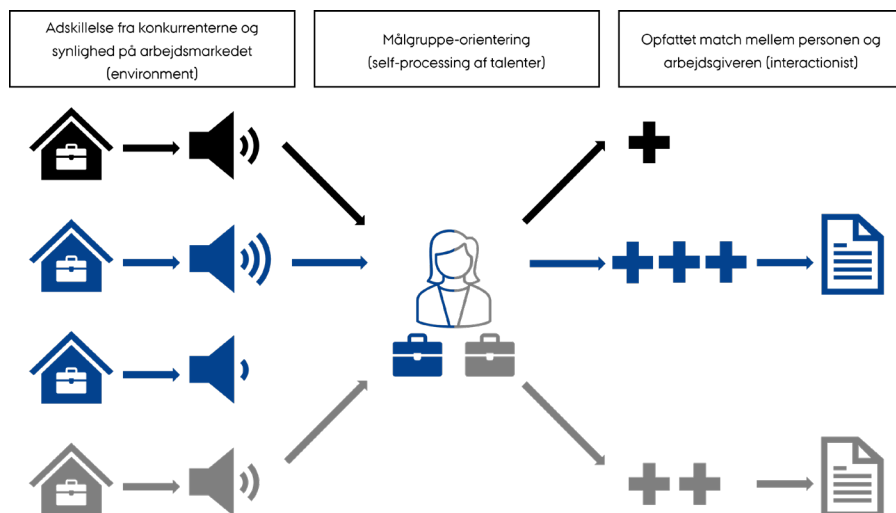 Adskillelse fra konkurrenterne og
synlighed på arbejdsmarkedet
(environment)
Målgruppe-orientering
(self-processing af talenter)
Opfattet match mellem personen og
arbejdsgiveren (interactionist)